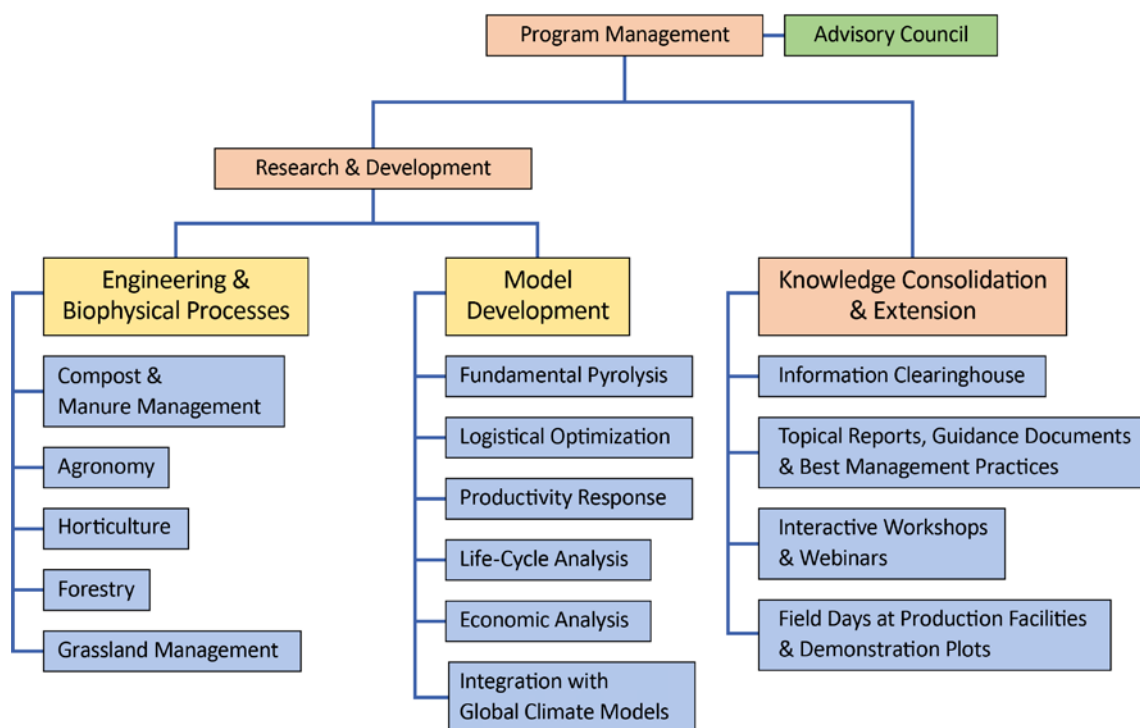 Program Management
Advisory Council
Research & Development
Engineering &
Biophysical Processes
Compost &
Manure Management
Agronomy
Horticulture
Forestry
Grassland Management
Model
Development
Fundamental Pyrolysis
Logistical Optimization
Productivity Response
Life-Cycle Analysis
Economic Analysis
Integration with
Global Climate Models
Knowledge Consolidation
& Extension
Information Clearinghouse
Topical Reports, Guidance Documents
& Best Management Practices
Interactive Workshops
& Webinars
Field Days at Production Facilities
& Demonstration Plots